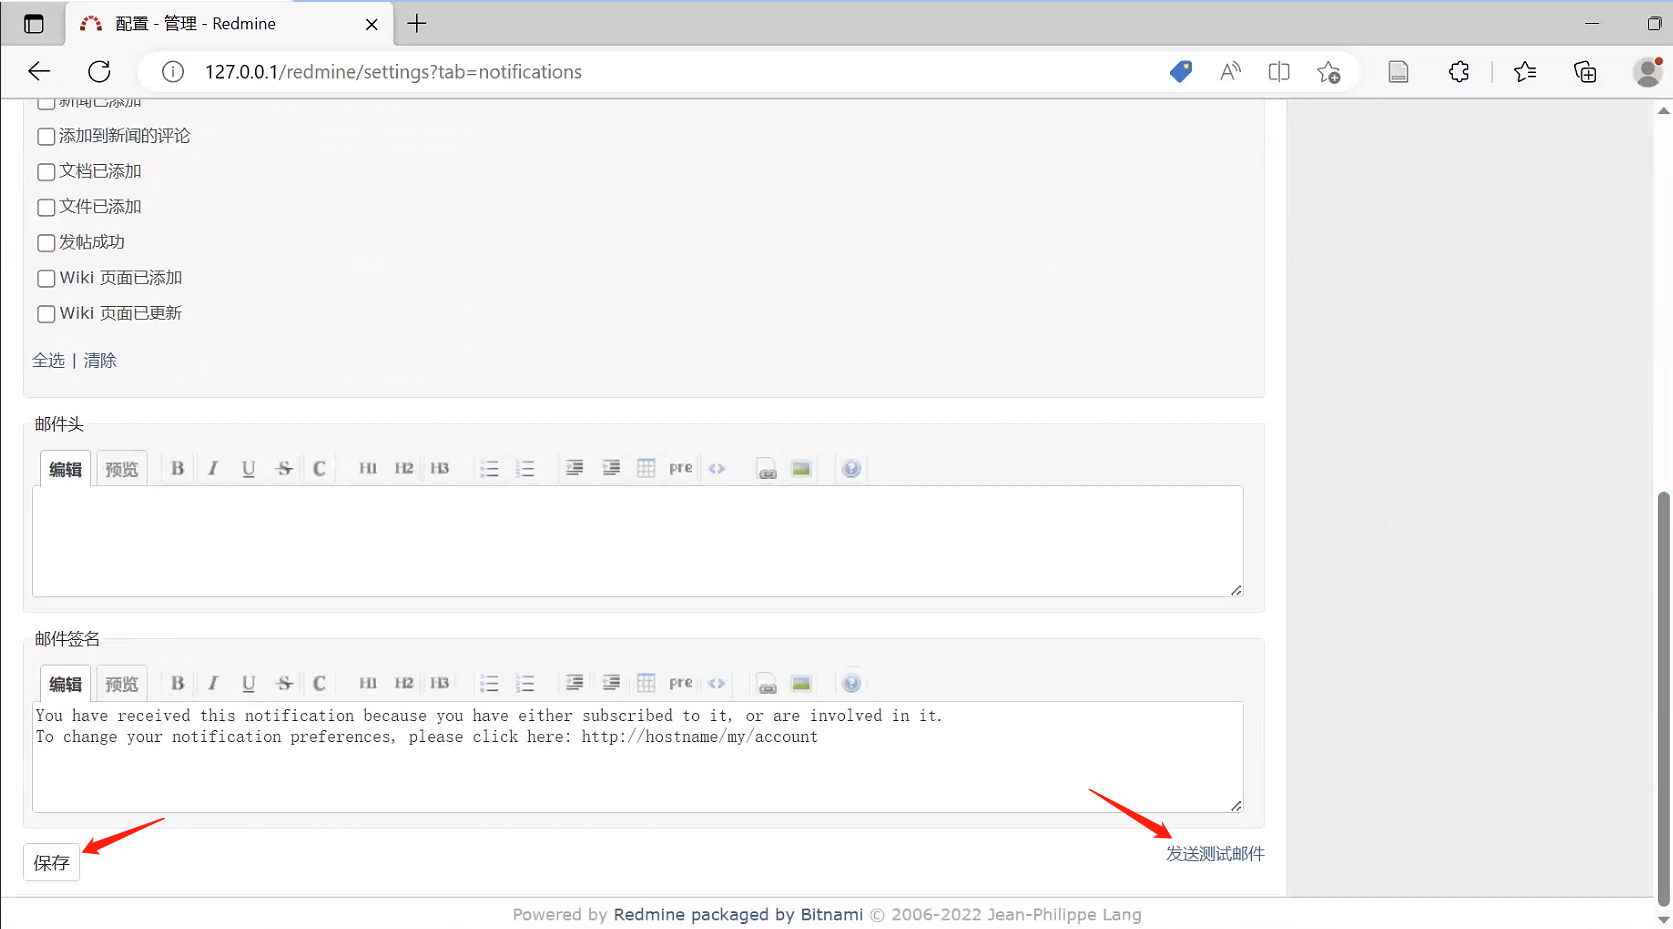 配置 - 管理 - Redmine
127.0.0.1/redmine/settings?tab=notifications
新闻已添加
添加到新闻的评论
文档已添加
文件已添加
发帖成功
Wiki 页面已添加
Wiki 页面已更新
全选 | 清除
邮件头
编辑 预览 B I U S C H1 H2 H3 pre <>
邮件签名
编辑 预览 B I U S C H1 H2 H3 pre <>
You have received this notification because you have either subscribed to it, or are involved in it.
To change your notification preferences, please click here: http://hostname/my/account
发送测试邮件
保存
Powered by Redmine packaged by Bitnami © 2006-2022 Jean-Philippe Lang